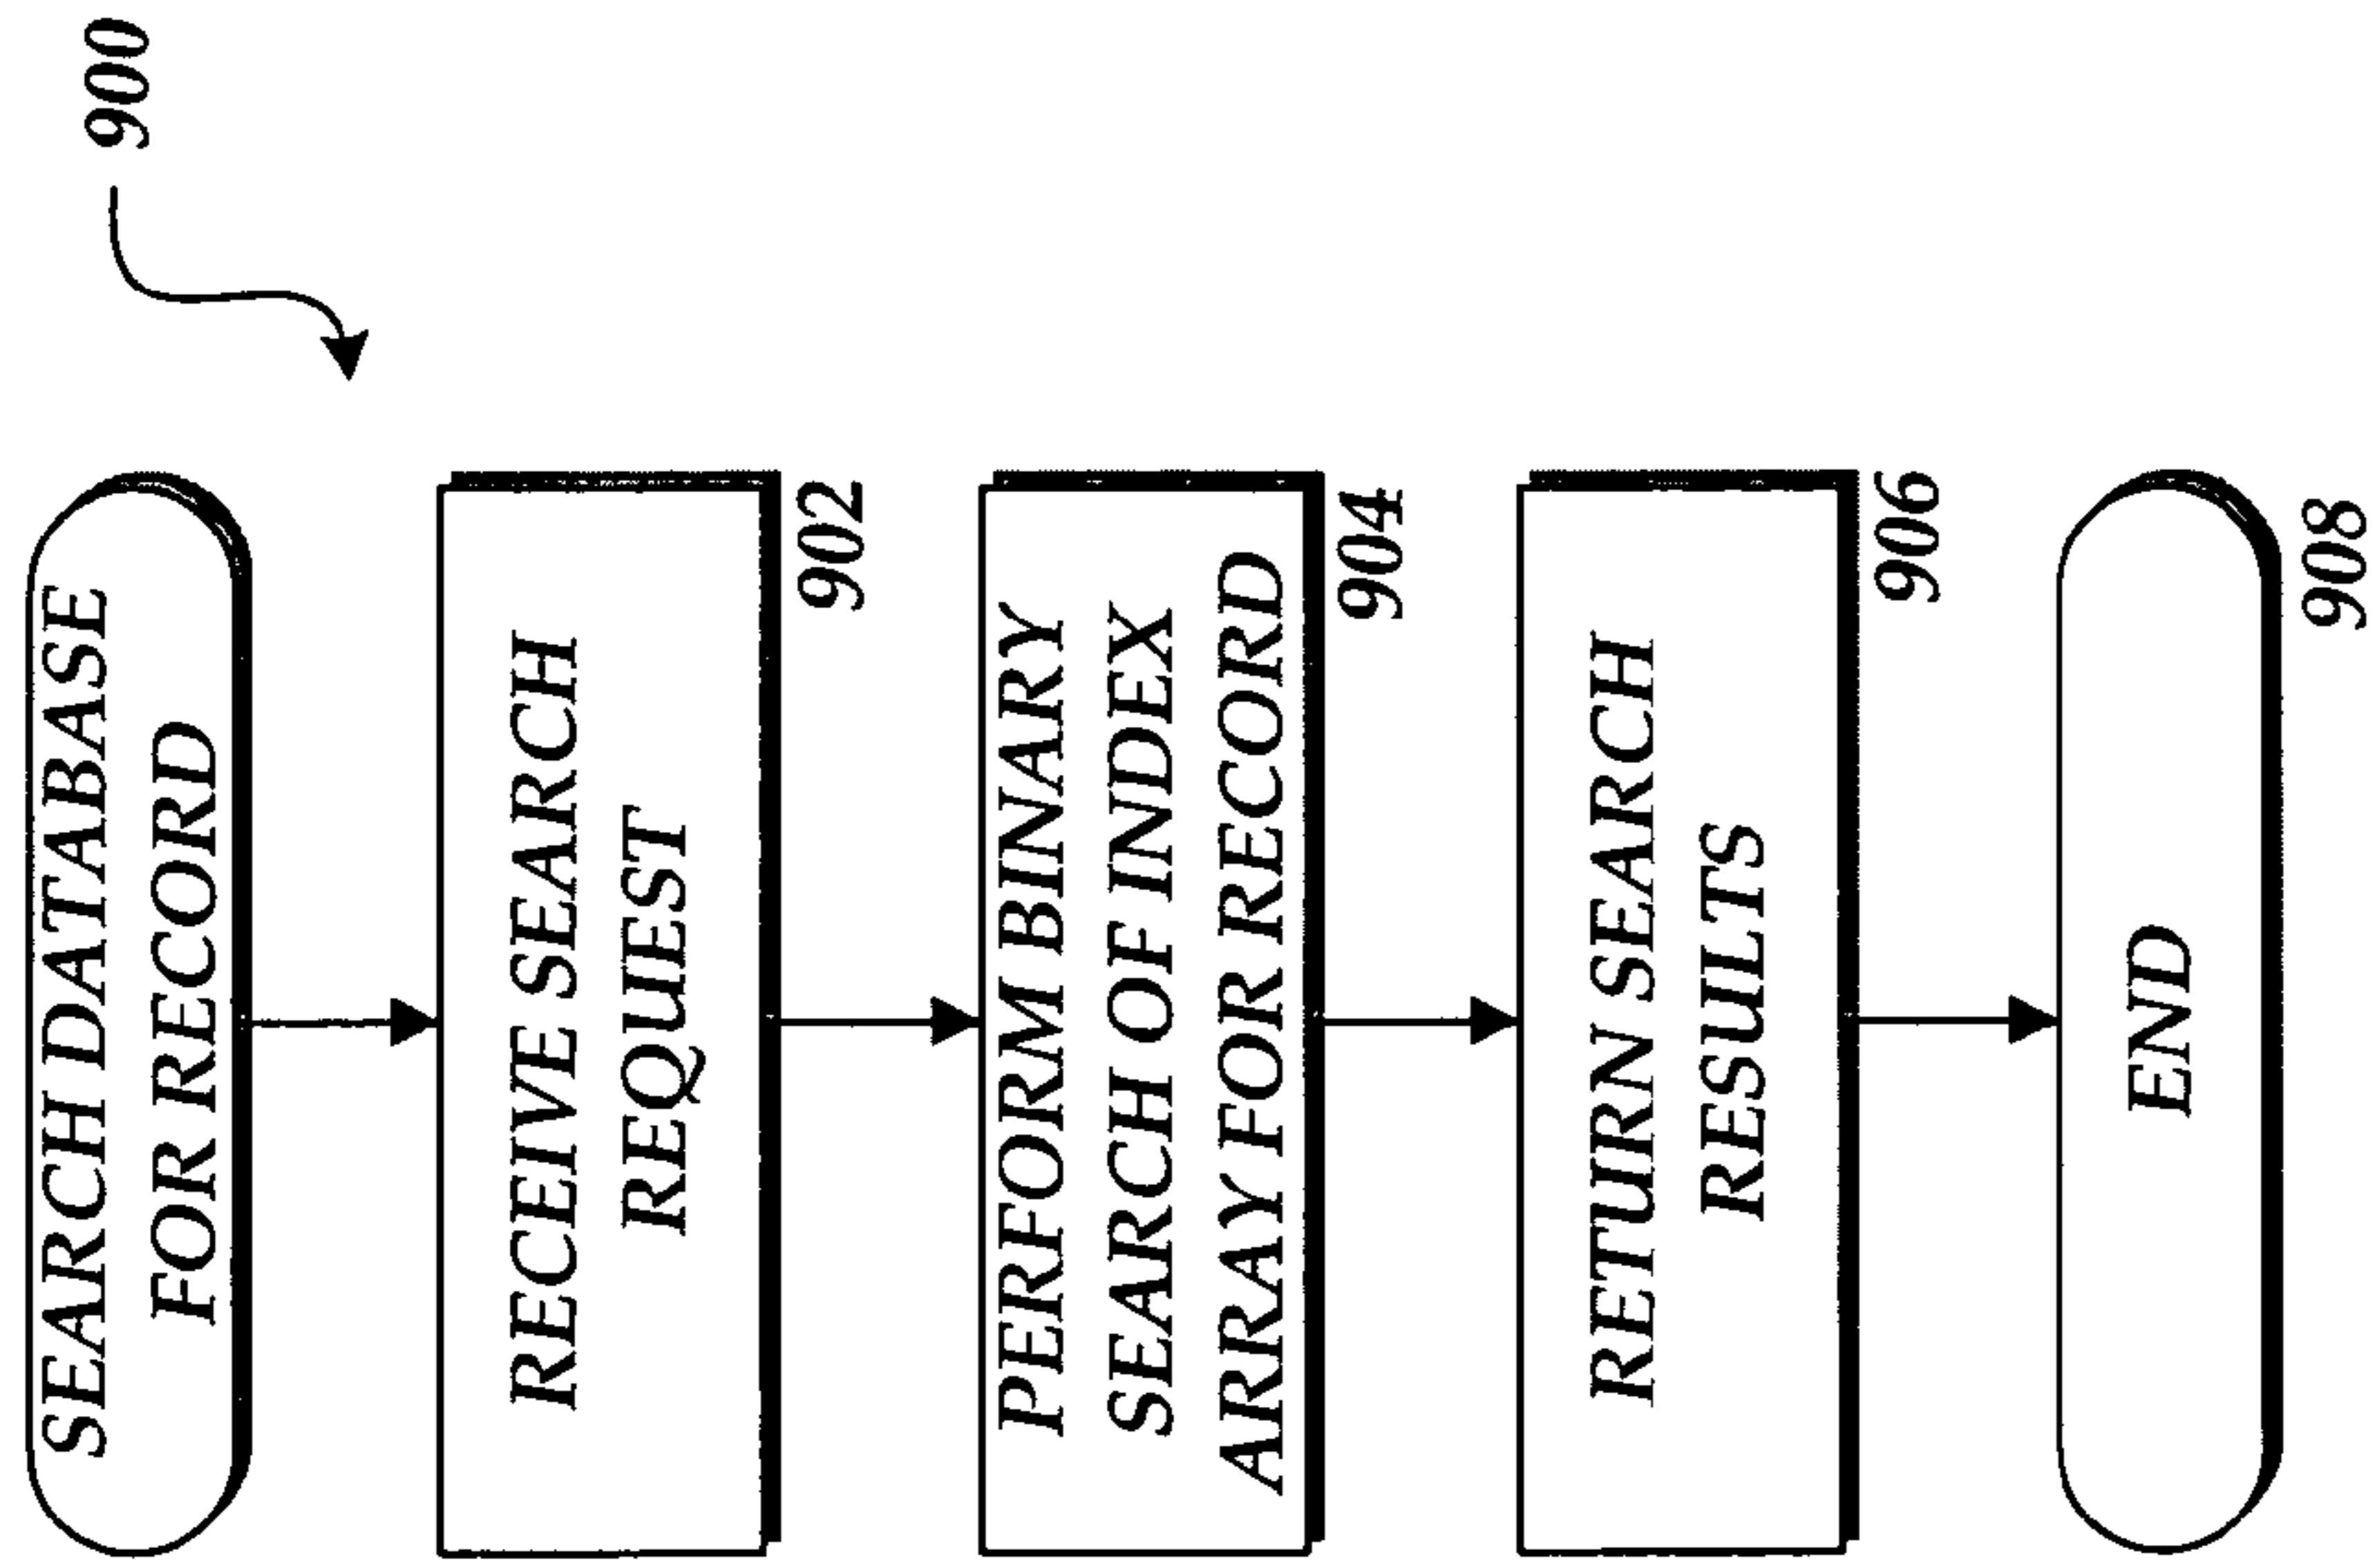 900
SEARCH DATABASE
FOR RECORD
RECEIVE SEARCH
REQUEST
902
PERFORM BINARY
SEARCH OF INDEX
ARRAY FOR RECORD
904
RETURN SEARCH
RESULTS
906
END
908